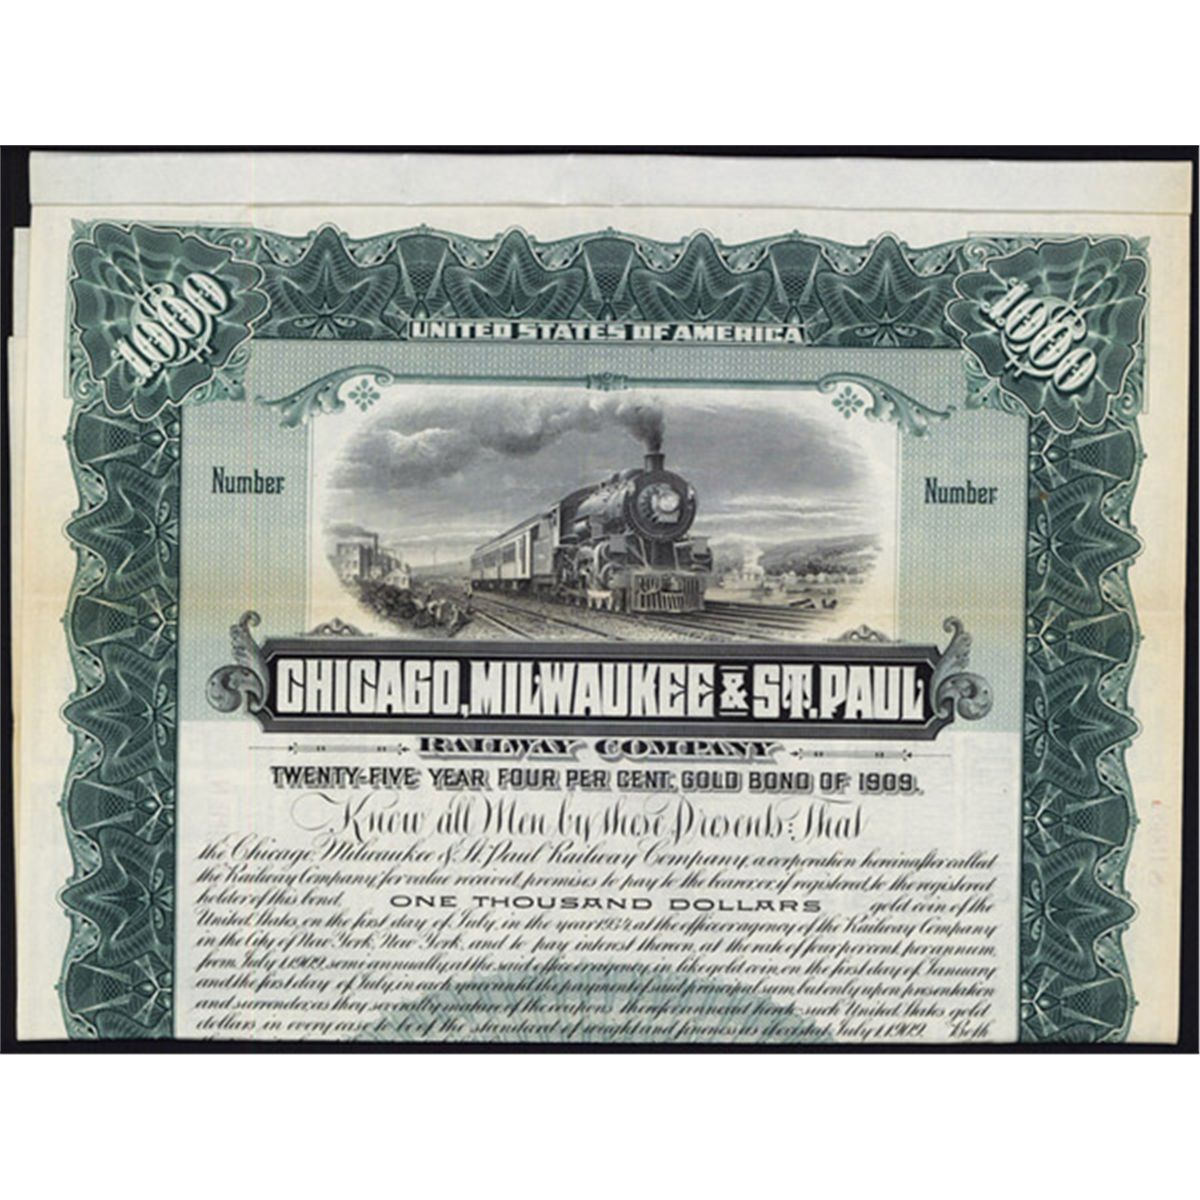 1000 1000
UNITED STATES OF AMERICA
Number Number
CHICAGO, MILWAUKEE & ST. PAUL
RAILWAY COMPANY
TWENTY-FIVE YEAR FOUR PER CENT. GOLD BOND OF 1909.
Know all Men by these Presents: That
the Chicago, Milwaukee & St. Paul Railway Company, a corporation hereinafter called
the Railway Company, for value received, promises to pay to the bearer, or, if registered, to the registered
holder of this bond, ONE THOUSAND DOLLARS gold coin of the
United States, on the first day of July, in the year 1934, at the office or agency of the Railway Company
in the City of New York, New York, and to pay interest thereon, at the rate of four per cent. per annum,
from July 1, 1909, semi-annually, at the said office or agency, in like gold coin, on the first day of January
and the first day of July, in each year until the payment of said principal sum, but only upon presentation
and surrender, as they severally mature, of the coupons therefor annexed hereto such United States gold
dollars in every case to be of the standard of weight and fineness as it existed July 1, 1909. Both